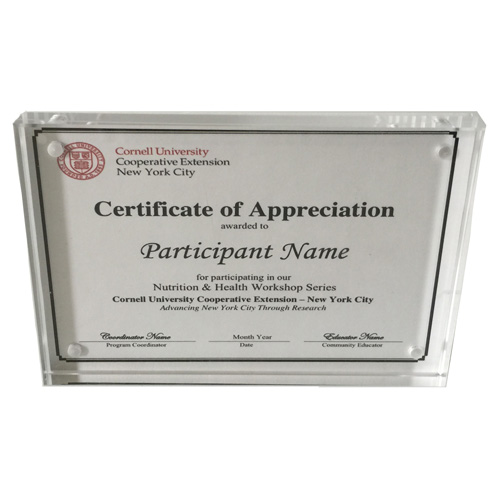 Cornell University
Cooperative Extension
New York City
Certificate of Appreciation
awarded to
Participant Name
for participating in our
Nutrition & Health Workshop Series
Cornell University Cooperative Extension – New York City
Advancing New York City Through Research
Coordinator Name Month Year Educator Name
Program Coordinator Date Community Educator